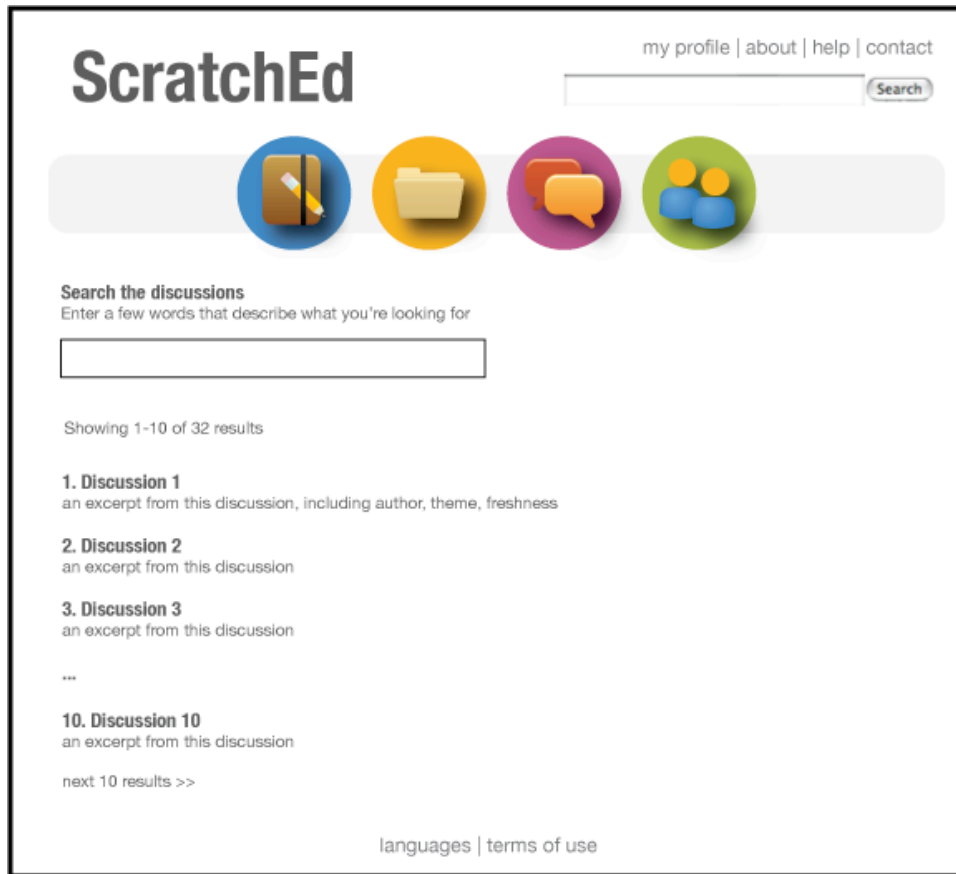 ScratchEd
my profile | about | help | contact
Search
Search the discussions
Enter a few words that describe what you're looking for
Showing 1-10 of 32 results
1. Discussion 1
an excerpt from this discussion, including author, theme, freshness
2. Discussion 2
an excerpt from this discussion
3. Discussion 3
an excerpt from this discussion
...
10. Discussion 10
an excerpt from this discussion
next 10 results >>
languages | terms of use